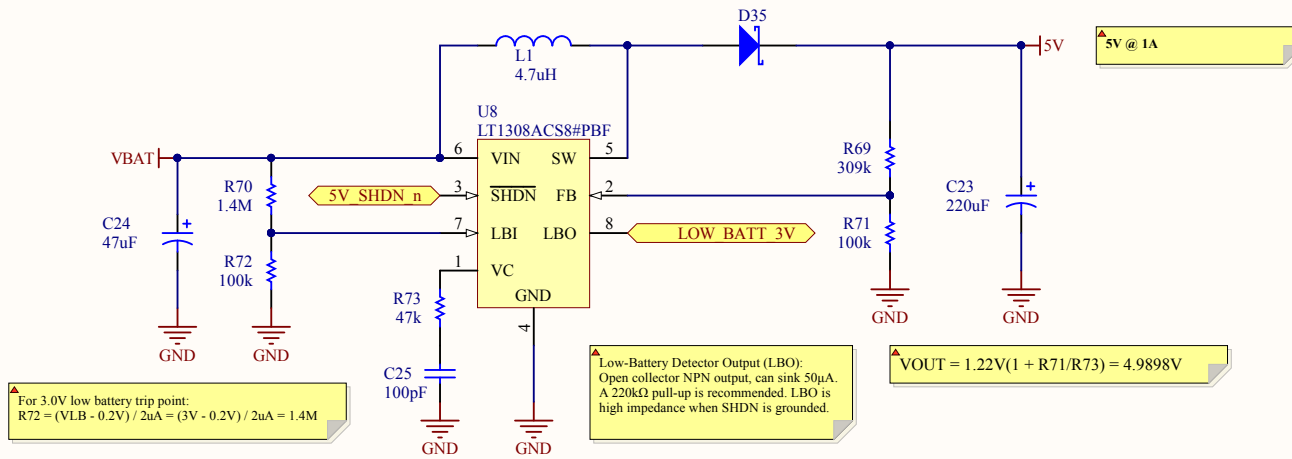 D35
5V
5V @ 1A
L1
4.7uH
U8
LT1308ACS8#PBF
VBAT
6
VIN
SW
5
R70
1.4M
5V_SHDN_n
3
SHDN
FB
2
R69
309k
C24
47uF
7
LBI
LBO
8
LOW_BATT_3V
R71
100k
C23
220uF
R72
100k
1
VC
GND
4
R73
47k
C25
100pF
GND
GND
GND
GND
GND
GND
For 3.0V low battery trip point:
R72 = (VLB - 0.2V) / 2uA = (3V - 0.2V) / 2uA = 1.4M
Low-Battery Detector Output (LBO):
Open collector NPN output, can sink 50µA.
A 220kΩ pull-up is recommended. LBO is
high impedance when SHDN is grounded.
VOUT = 1.22V(1 + R71/R73) = 4.9898V